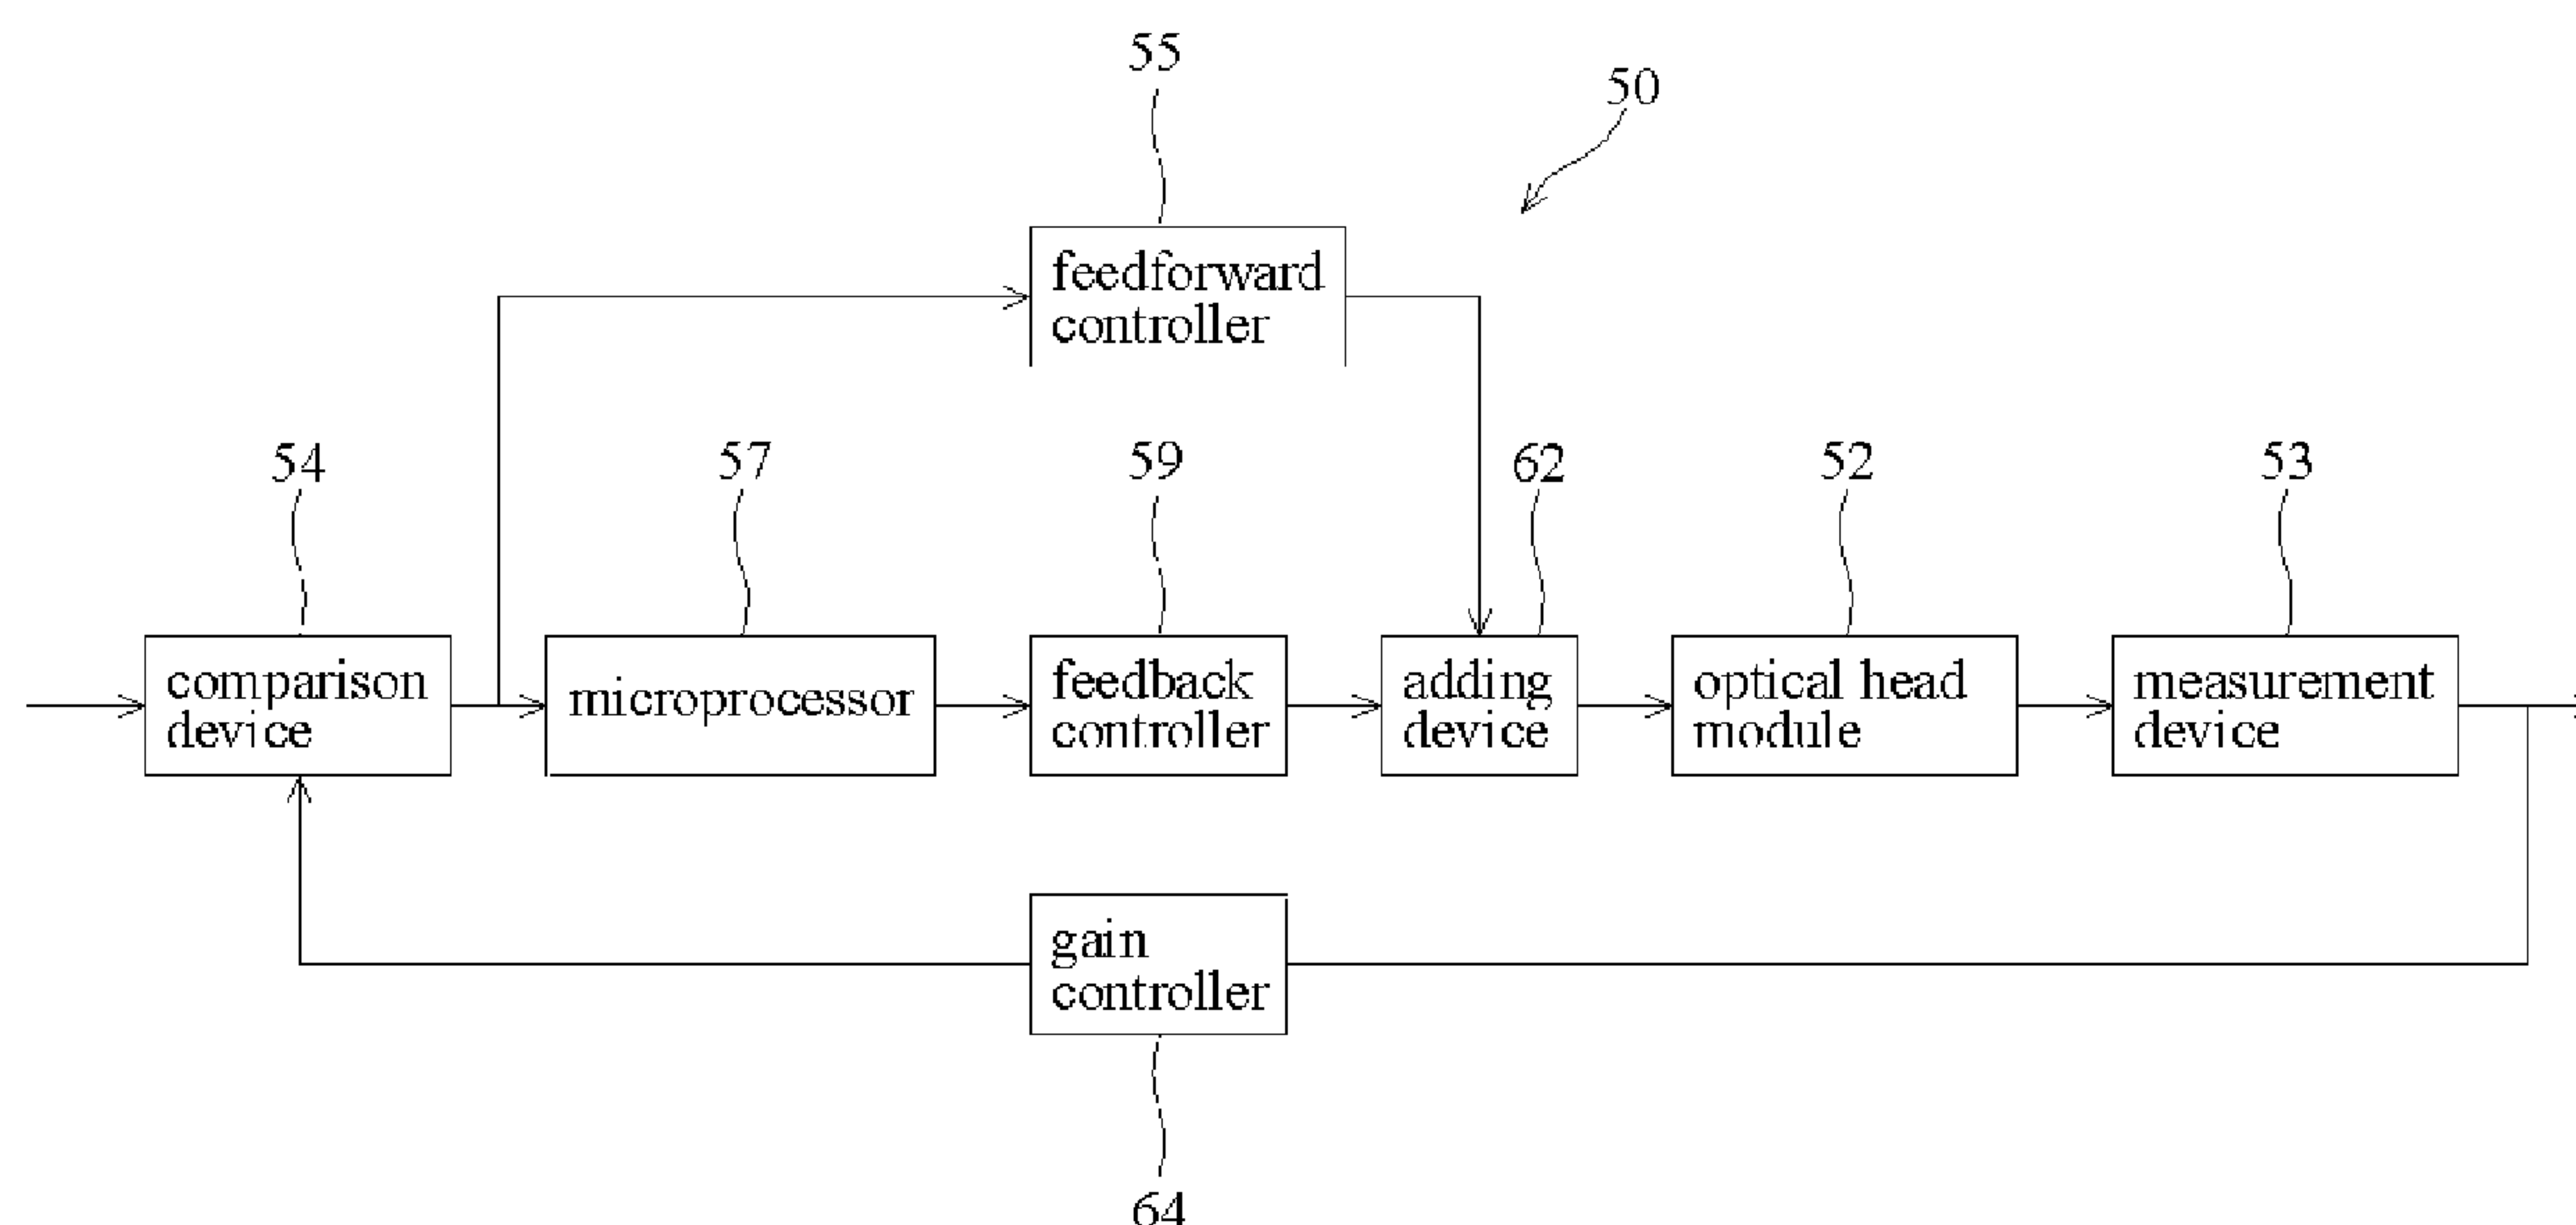 55
50
feedforward
controller
54
57
59
62
52
53
comparison
device
microprocessor
feedback
controller
adding
device
optical head
module
measurement
device
gain
controller
64